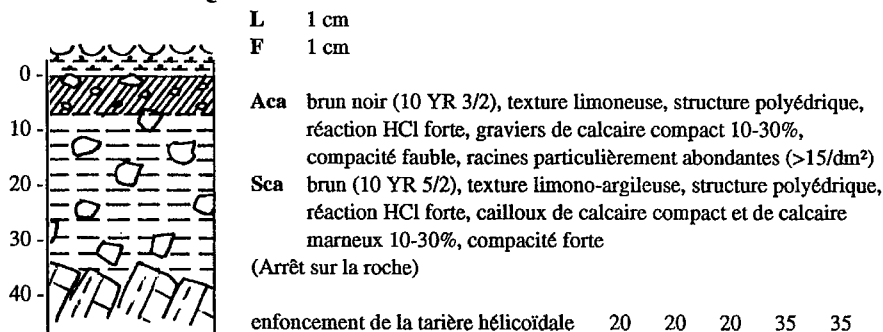 L 1 cm
F 1 cm
0 -
Aca brun noir (10 YR 3/2), texture limoneuse, structure polyédrique,
réaction HCl forte, graviers de calcaire compact 10-30%,
10 -
compacité fauble, racines particulièrement abondantes (>15/dm²)
20 -
Sca brun (10 YR 5/2), texture limono-argileuse, structure polyédrique,
réaction HCl forte, cailloux de calcaire compact et de calcaire
30 -
marneux 10-30%, compacité forte
(Arrêt sur la roche)
40 -
enfoncement de la tarière hélicoïdale 20 20 20 35 35